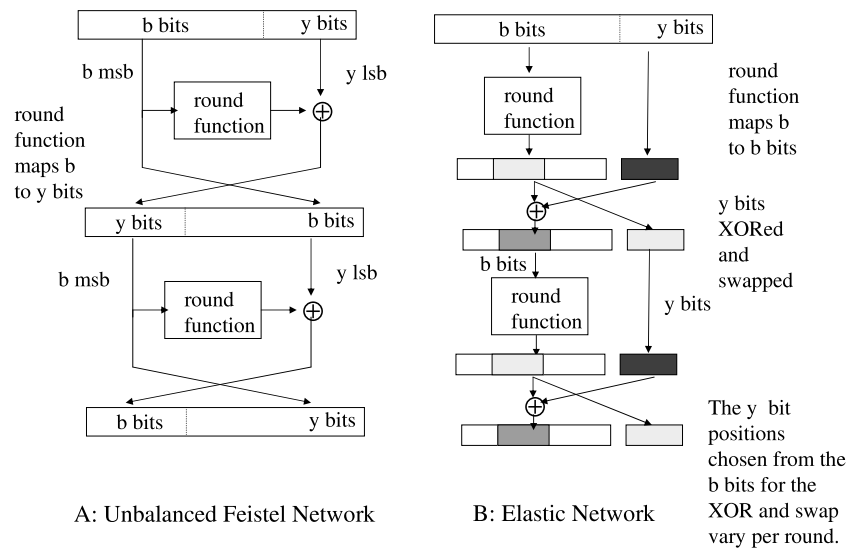 b bits
y bits
b msb
y lsb
round
function
round
function
maps b
to y bits
y bits
b bits
b msb
y lsb
round
function
b bits
y bits
A: Unbalanced Feistel Network
b bits
y bits
round
function
round
function
maps b
to b bits
y bits
XORed
and
swapped
b bits
round
function
y bits
The y bit
positions
chosen from the
b bits for the
XOR and swap
vary per round.
B: Elastic Network